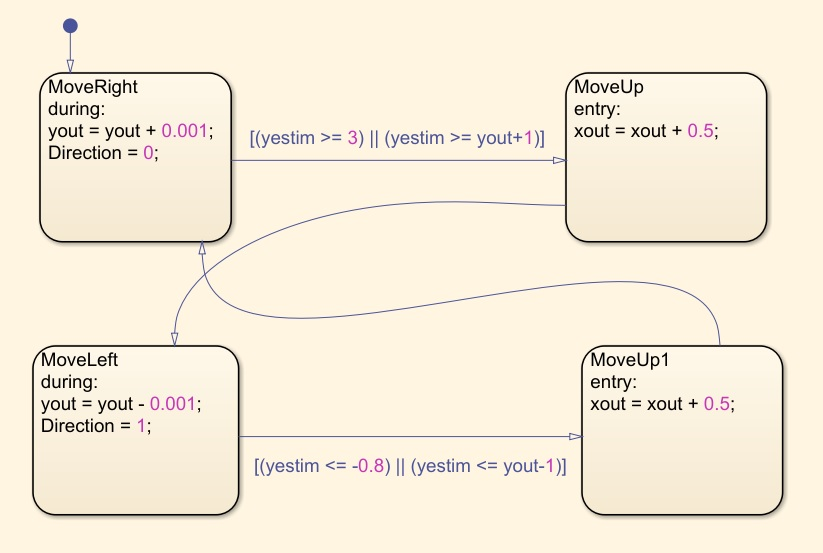 MoveRight
during:
yout = yout + 0.001;
Direction = 0;
[(yestim >= 3) || (yestim >= yout+1)]
MoveUp
entry:
xout = xout + 0.5;
MoveLeft
during:
yout = yout - 0.001;
Direction = 1;
[(yestim <= -0.8) || (yestim <= yout-1)]
MoveUp1
entry:
xout = xout + 0.5;